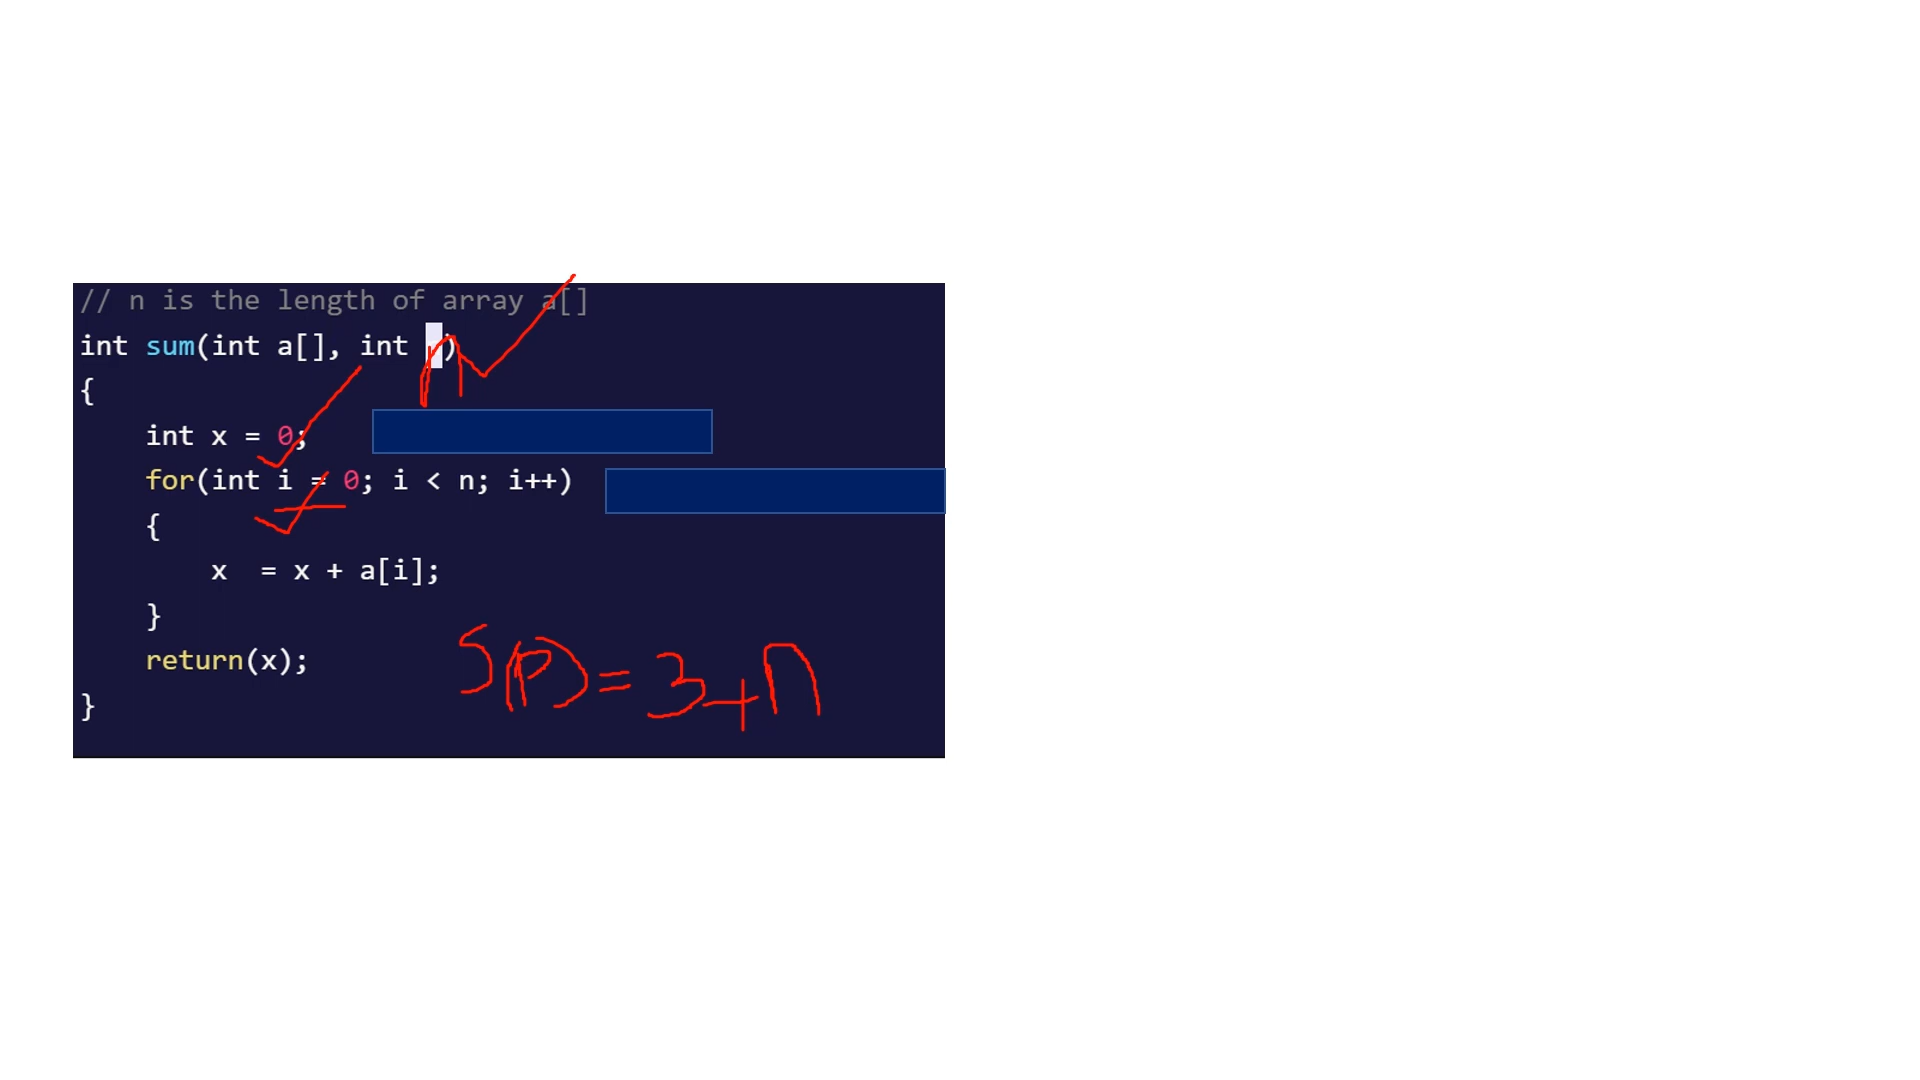 // n is the length of array a[]
int sum(int a[], int n)
{
int x = 0;
for(int i = 0; i < n; i++)
{
x = x + a[i];
}
return(x);
}
S(P) = 3+n